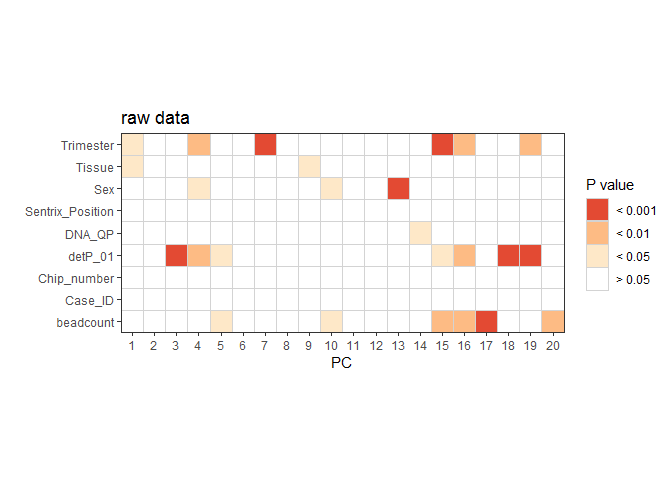 raw data
Trimester
Tissue
Sex
Sentrix_Position
DNA_QP
detP_01
Chip_number
Case_ID
beadcount
1 2 3 4 5 6 7 8 9 10 11 12 13 14 15 16 17 18 19 20
PC
P value
< 0.001
< 0.01
< 0.05
> 0.05